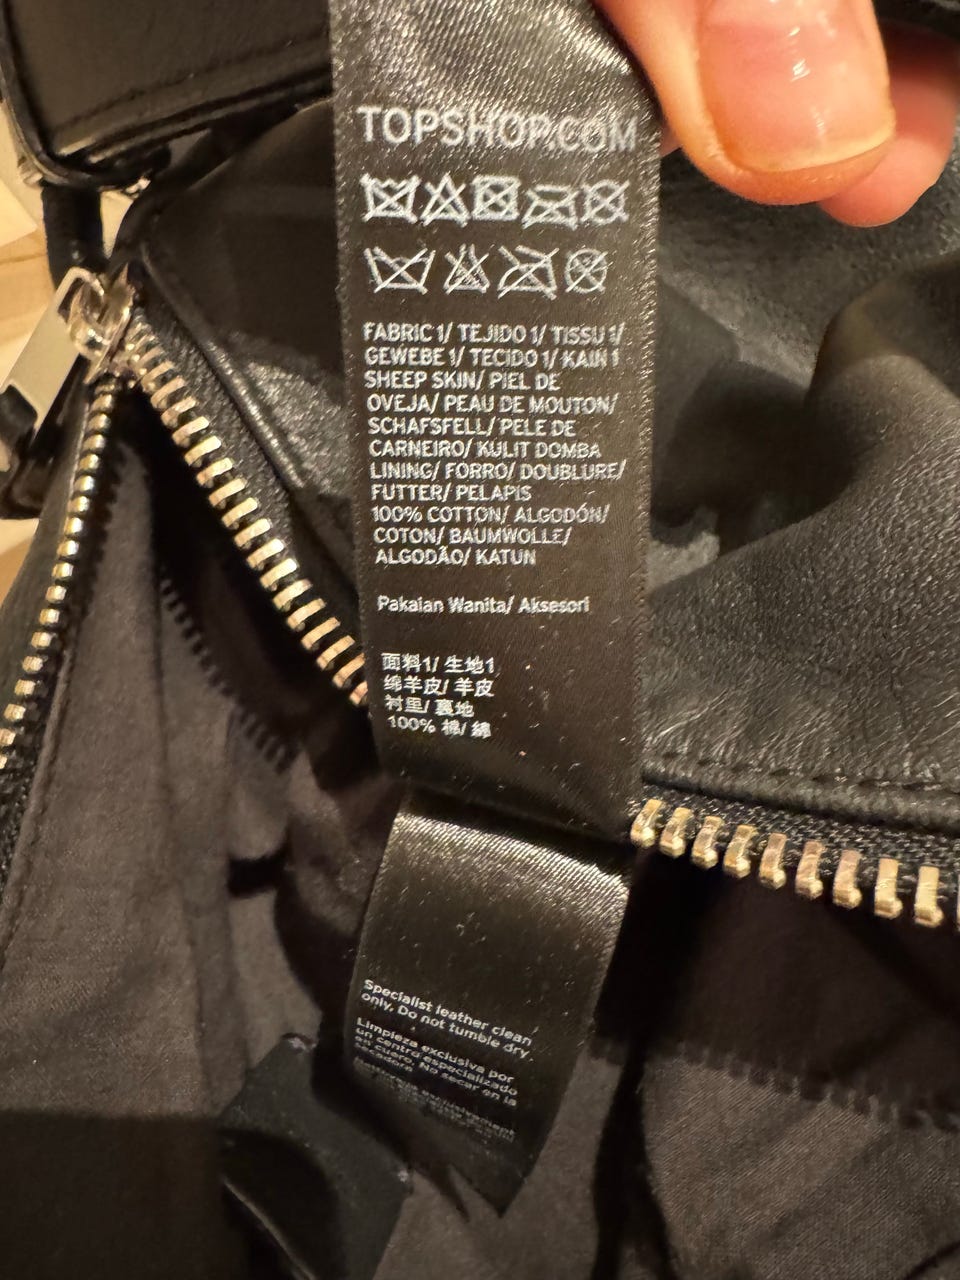 TOPSHOP.COM
FABRIC 1/ TEJIDO 1/ TISSU 1/
GEWEBE 1/ TECIDO 1/ KAIN 1
SHEEP SKIN/ PIEL DE
OVEJA/ PEAU DE MOUTON/
SCHAFSFELL/ PELE DE
CARNEIRO/ KULIT DOMBA
LINING/ FORRO/ DOUBLURE/
FUTTER/ PELAPIS
100% COTTON/ ALGODÓN/
COTON/ BAUMWOLLE/
ALGODÃO/ KATUN
Pakaian Wanita/ Aksesori
面料1/ 生地1
绵羊皮/ 羊皮
衬里/ 裏地
100% 棉/ 綿
Specialist leather clean
only. Do not tumble dry
Limpieza exclusiva por
un centro especializado
en cuero. No secar en la
secadora